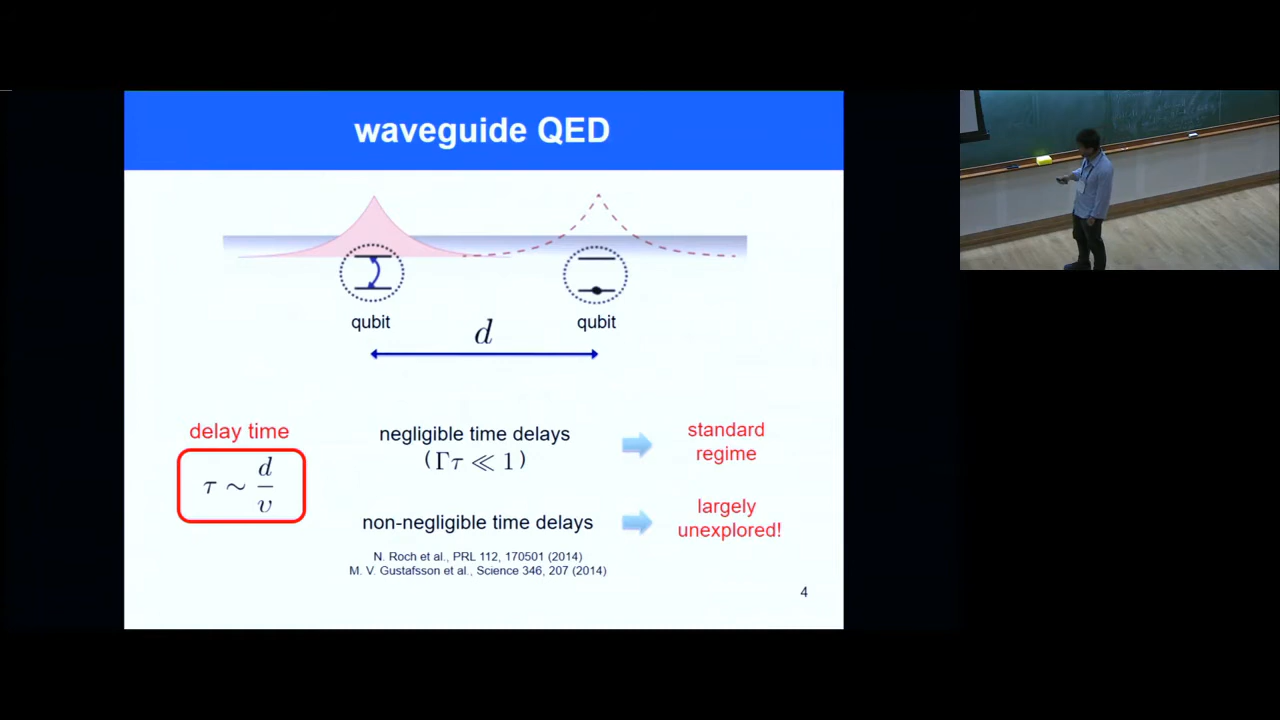 waveguide QED
qubit
qubit
d
delay time
τ ∼ d/υ
negligible time delays
(Γτ ≪ 1)
standard
regime
non-negligible time delays
largely
unexplored!
N. Roch et al., PRL 112, 170501 (2014)
M. V. Gustafsson et al., Science 346, 207 (2014)
4